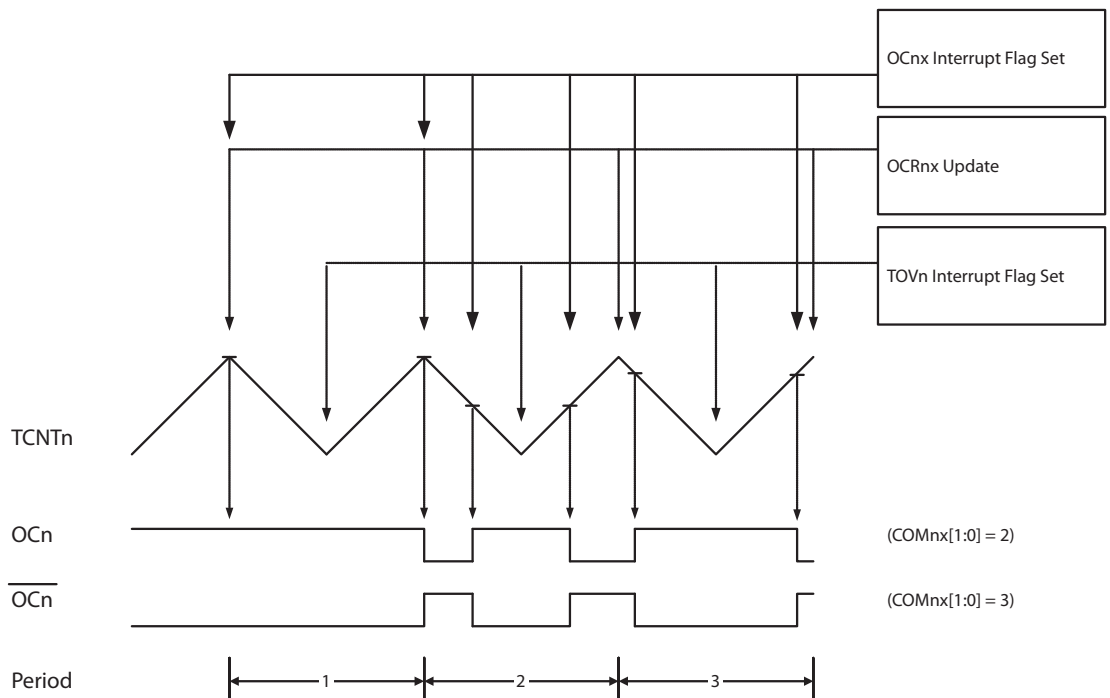 OCnx Interrupt Flag Set
OCRnx Update
TOVn Interrupt Flag Set
TCNTn
OCn
(COMnx[1:0] = 2)
OCn
(COMnx[1:0] = 3)
Period
1
2
3